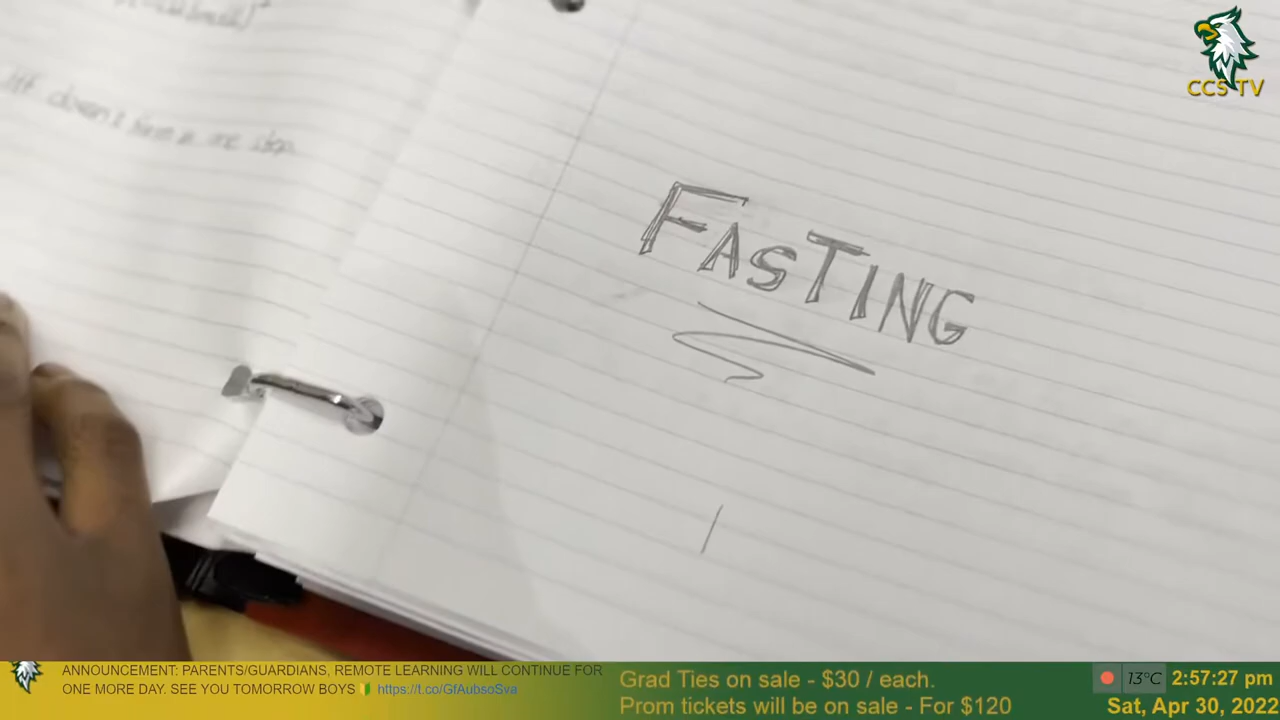 CCS TV
FASTING
ANNOUNCEMENT: PARENTS/GUARDIANS, REMOTE LEARNING WILL CONTINUE FOR
ONE MORE DAY. SEE YOU TOMORROW BOYS 🔰 https://t.co/GfAubsoSva
Grad Ties on sale - $30 / each.
Prom tickets will be on sale - For $120
13°C 2:57:27 pm
Sat, Apr 30, 2022